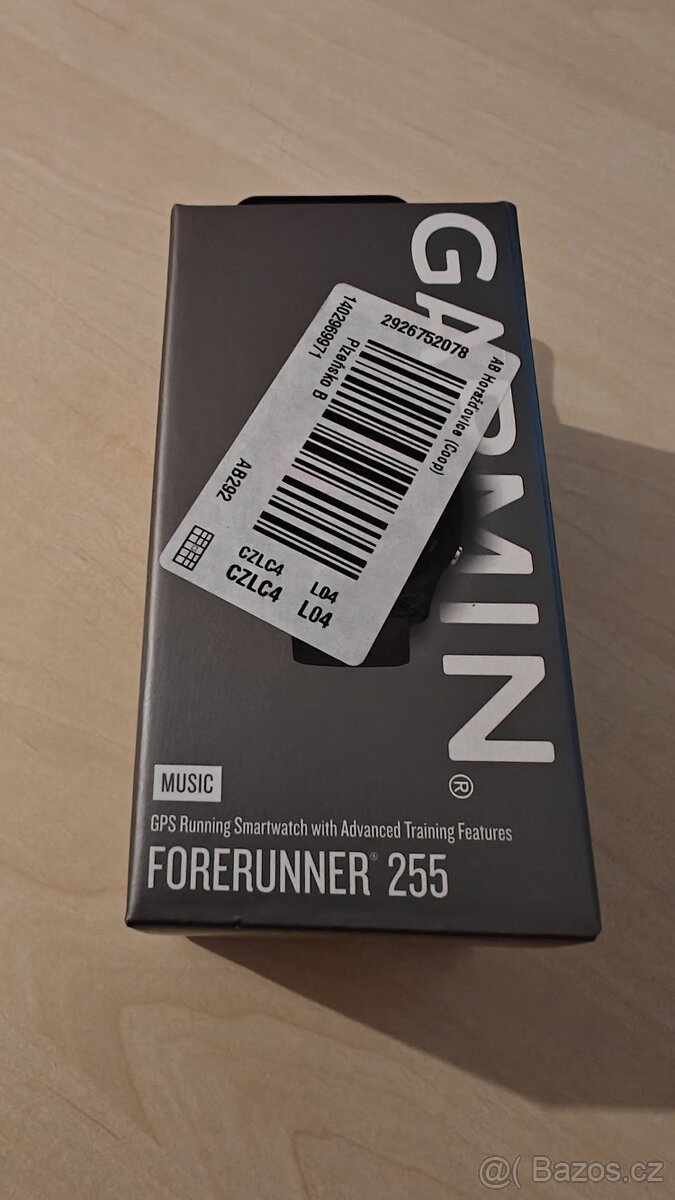 GARMIN®
2926752078
1402969971
AB Horažďovice (Coop)
Plzeňsko B
AB292
CZLC4 L04
CZLC4 L04
MUSIC
GPS Running Smartwatch with Advanced Training Features
FORERUNNER® 255
@( Bazos.cz